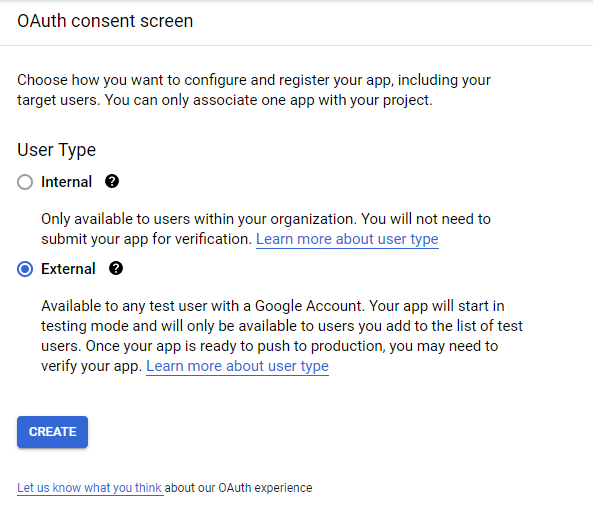 OAuth consent screen
Choose how you want to configure and register your app, including your
target users. You can only associate one app with your project.
User Type
Internal ?
Only available to users within your organization. You will not need to
submit your app for verification. Learn more about user type
External ?
Available to any test user with a Google Account. Your app will start in
testing mode and will only be available to users you add to the list of test
users. Once your app is ready to push to production, you may need to
verify your app. Learn more about user type
CREATE
Let us know what you think about our OAuth experience